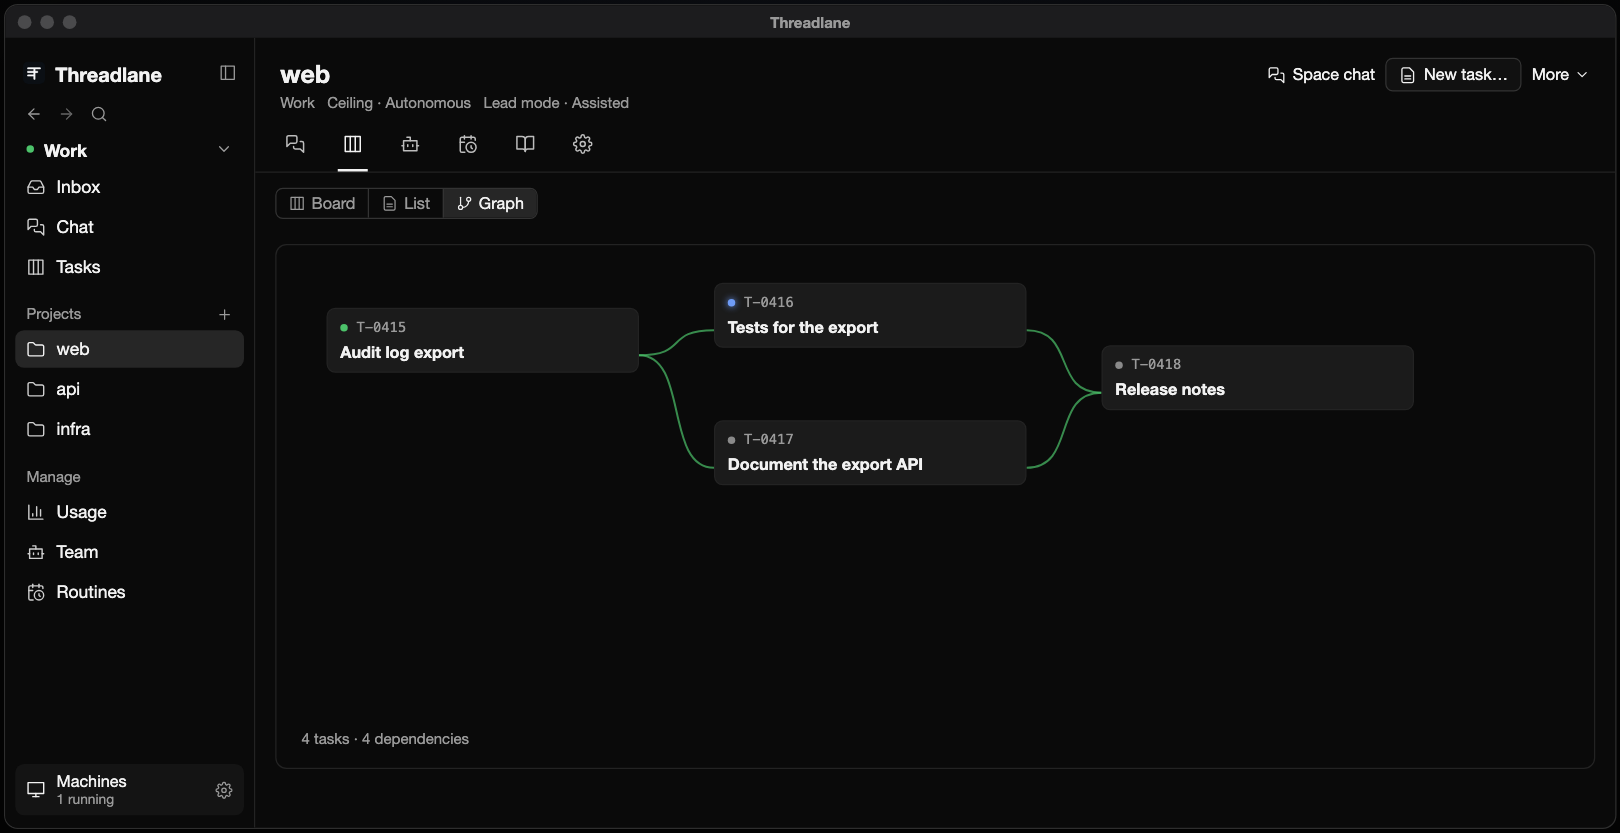 Threadlane
Threadlane
Work
Inbox
Chat
Tasks
Projects
web
api
infra
Manage
Usage
Team
Routines
Machines
1 running
web
Work Ceiling · Autonomous Lead mode · Assisted
Space chat
New task...
More
Board
List
Graph
T-0415
Audit log export
T-0416
Tests for the export
T-0417
Document the export API
T-0418
Release notes
4 tasks · 4 dependencies